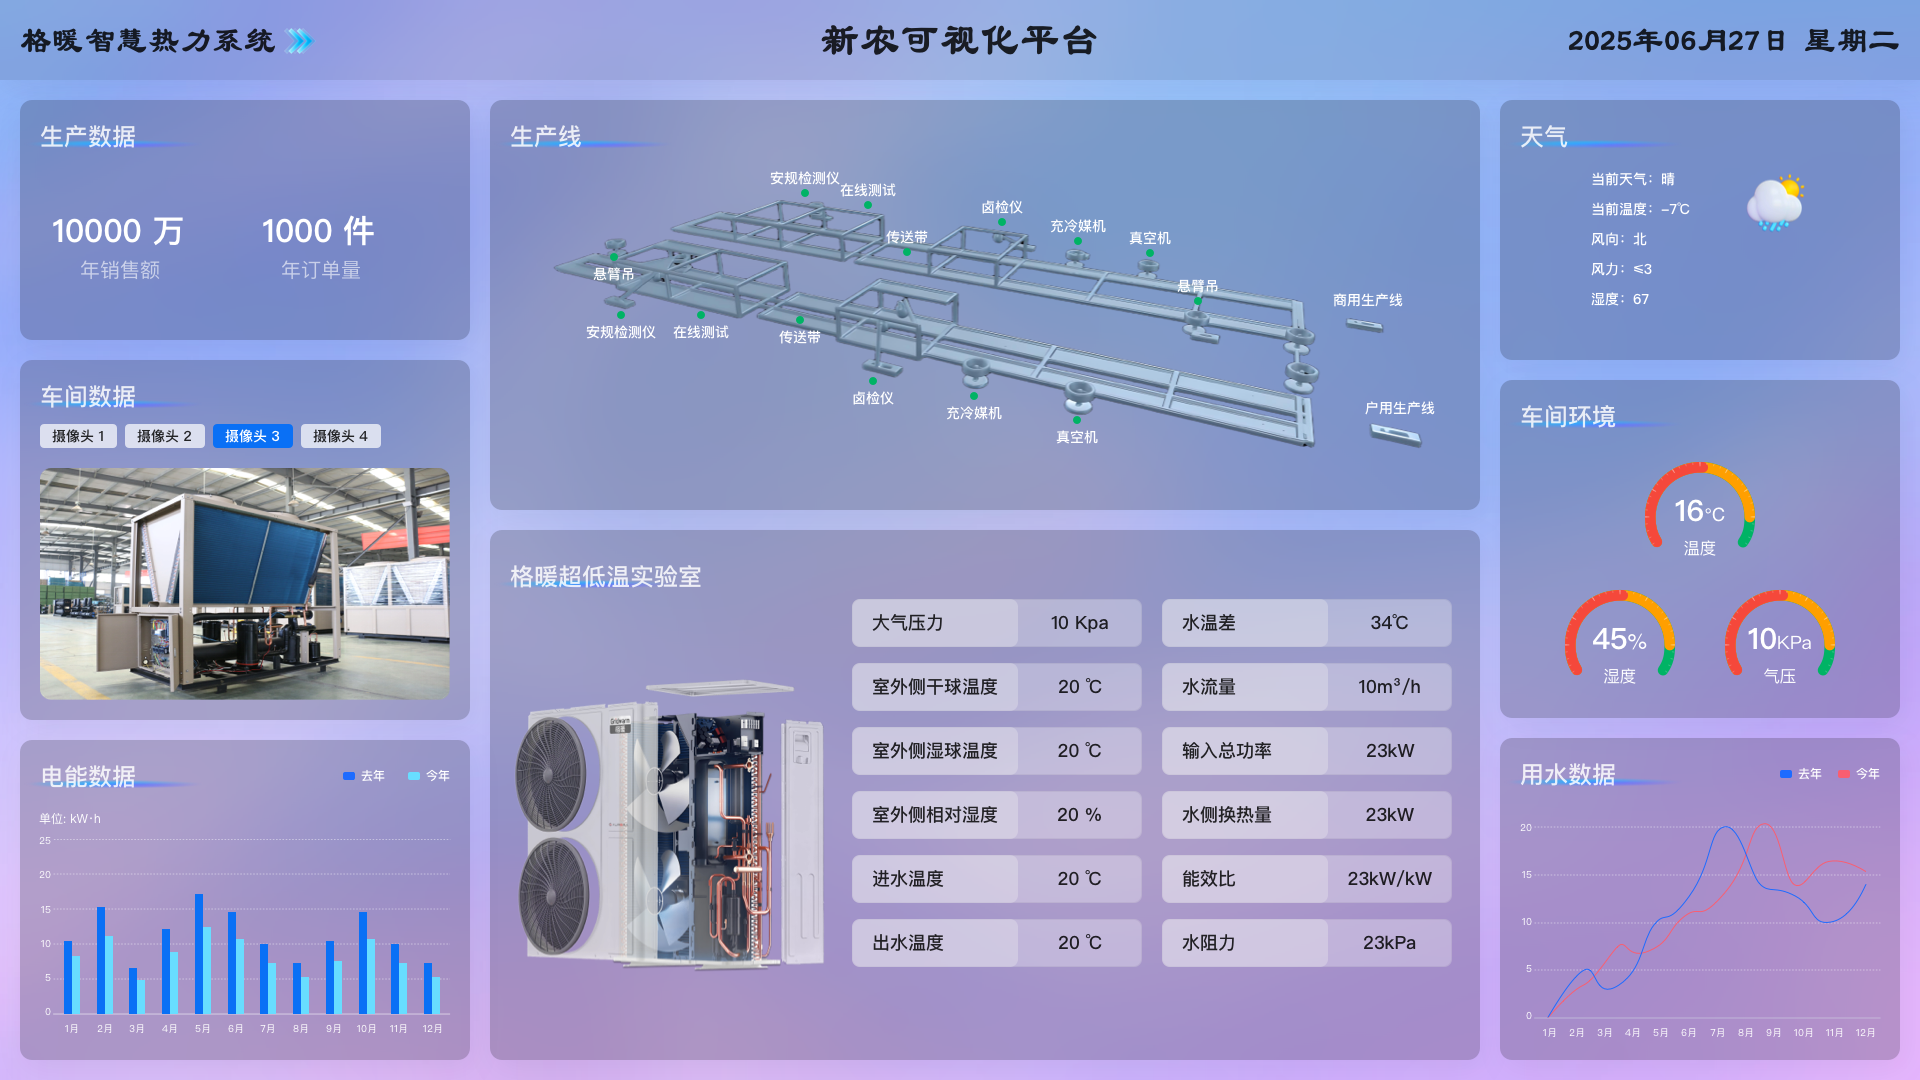 格暖智慧热力系统
新农可视化平台
2025年06月27日 星期二
生产数据
10000 万
年销售额
1000 件
年订单量
车间数据
摄像头 1
摄像头 2
摄像头 3
摄像头 4
电能数据
去年
今年
单位: kW·h
25
20
15
10
5
0
1月
2月
3月
4月
5月
6月
7月
8月
9月
10月
11月
12月
生产线
安规检测仪
在线测试
卤检仪
充冷媒机
传送带
真空机
悬臂吊
悬臂吊
商用生产线
安规检测仪
在线测试
传送带
卤检仪
充冷媒机
真空机
户用生产线
格暖超低温实验室
大气压力
10 Kpa
水温差
34℃
室外侧干球温度
20 ℃
水流量
10m³/h
室外侧湿球温度
20 ℃
输入总功率
23kW
室外侧相对湿度
20 %
水侧换热量
23kW
进水温度
20 ℃
能效比
23kW/kW
出水温度
20 ℃
水阻力
23kPa
天气
当前天气：晴
当前温度：-7℃
风向：北
风力：≤3
湿度：67
车间环境
16°C
温度
45%
湿度
10KPa
气压
用水数据
去年
今年
20
15
10
5
0
1月
2月
3月
4月
5月
6月
7月
8月
9月
10月
11月
12月